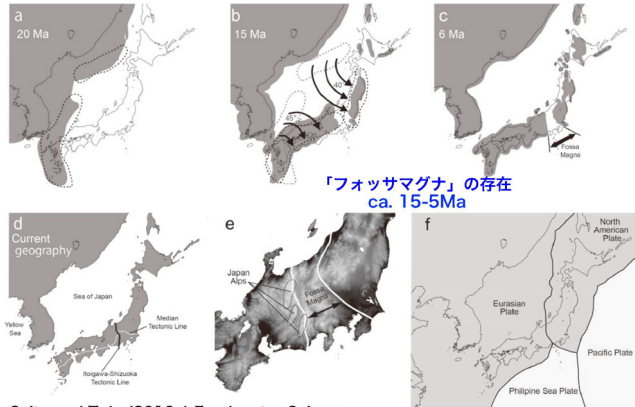 a
20 Ma
b
15 Ma
40°
45°
c
6 Ma
Fossa
Magna
「フォッサマグナ」の存在
ca. 15-5Ma
d
Current
geography
Sea of Japan
Yellow
Sea
Median
Tectonic Line
Itoigawa-Shizuoka
Tectonic Line
e
Japan
Alps
Fossa
Magna
f
North
American
Plate
Eurasian
Plate
Pacific Plate
Philipine Sea Plate